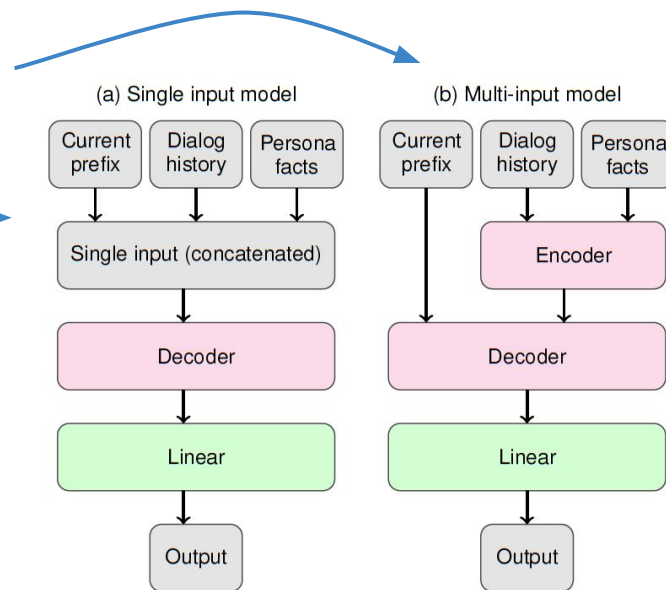 (a) Single input model
Current
prefix
Dialog
history
Persona
facts
Single input (concatenated)
Decoder
Linear
Output
(b) Multi-input model
Current
prefix
Dialog
history
Persona
facts
Encoder
Decoder
Linear
Output